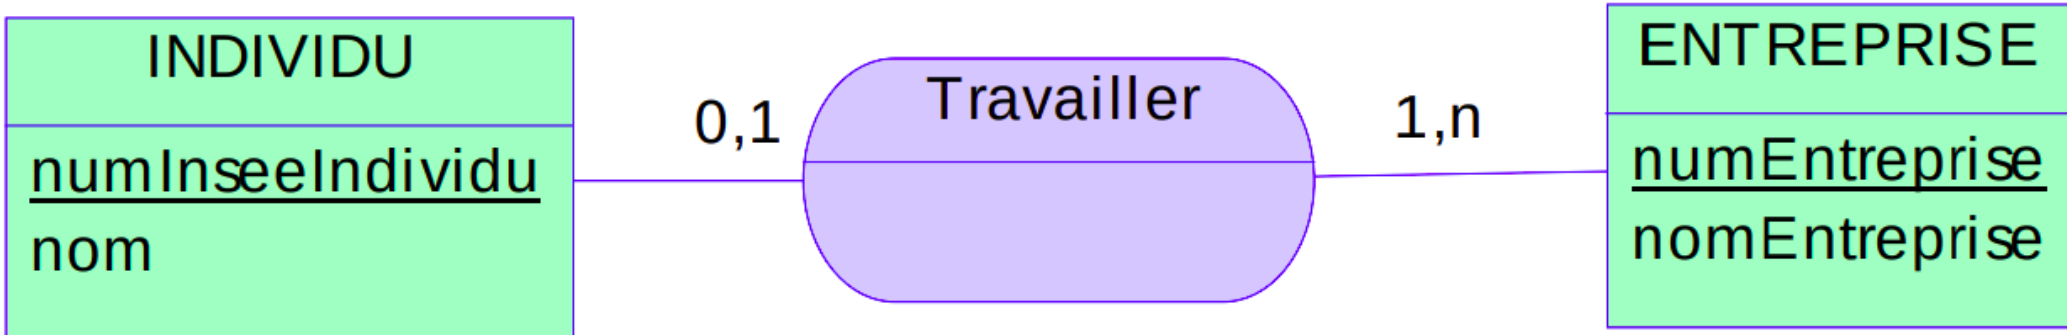 INDIVIDU
numInseeIndividu
nom
0,1
Travailler
1,n
ENTREPRISE
numEntreprise
nomEntreprise